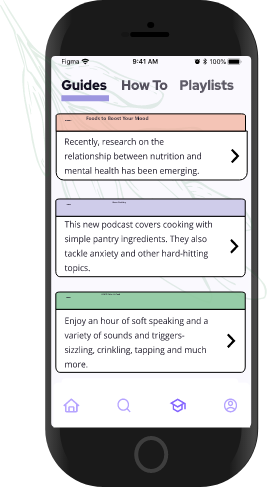 Figma 9:41 AM 100%
Guides How To Playlists
Foods to Boost Your Mood
Recently, research on the
relationship between nutrition and
mental health has been emerging.
This new podcast covers cooking with
simple pantry ingredients. They also
tackle anxiety and other hard-hitting
topics.
Enjoy an hour of soft speaking and a
variety of sounds and triggers-
sizzling, crinkling, tapping and much
more.